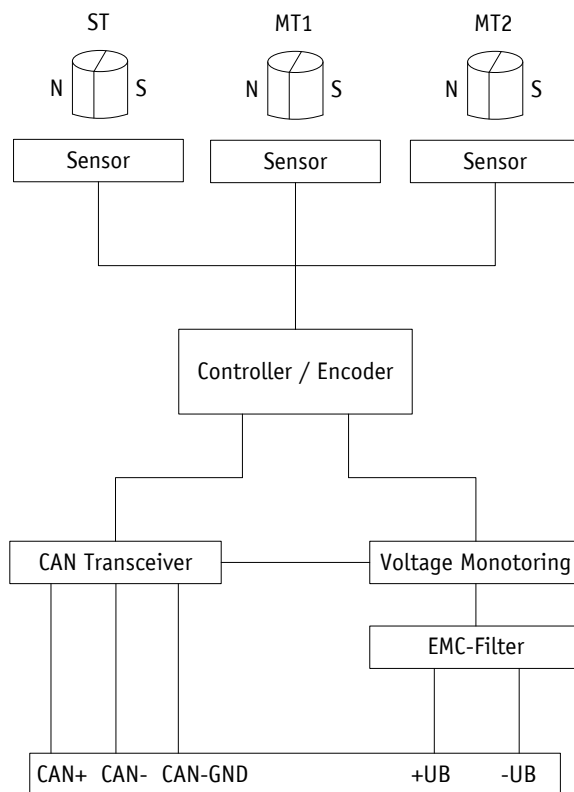 ST MT1 MT2
N S N S N S
Sensor Sensor Sensor
Controller / Encoder
CAN Transceiver Voltage Monotoring
EMC-Filter
CAN+ CAN- CAN-GND +UB -UB